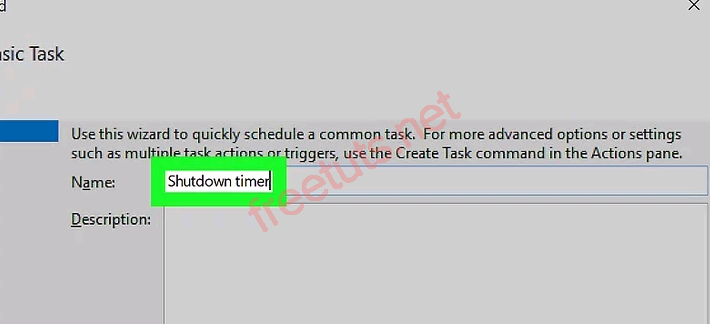 d
asic Task
Use this wizard to quickly schedule a common task. For more advanced options or settings
such as multiple task actions or triggers, use the Create Task command in the Actions pane.
Name:
Shutdown timer
Description:
freetuts.net